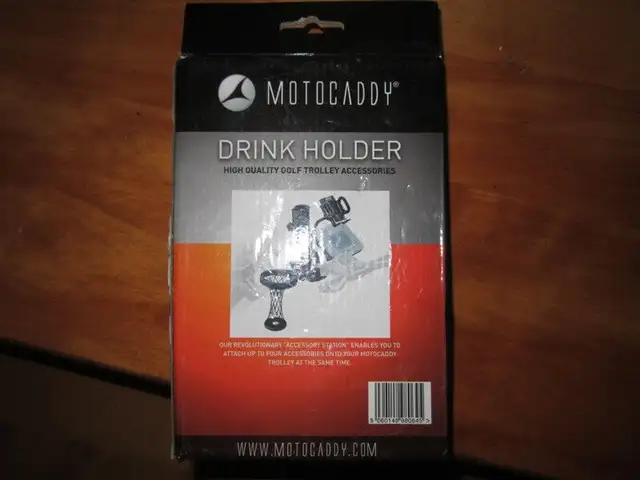 MOTOCADDY®
DRINK HOLDER
HIGH QUALITY GOLF TROLLEY ACCESSORIES
OUR REVOLUTIONARY "ACCESSORY STATION" ENABLES YOU TO
ATTACH UP TO FOUR ACCESSORIES ONTO YOUR MOTOCADDY
TROLLEY AT THE SAME TIME.
WWW.MOTOCADDY.COM